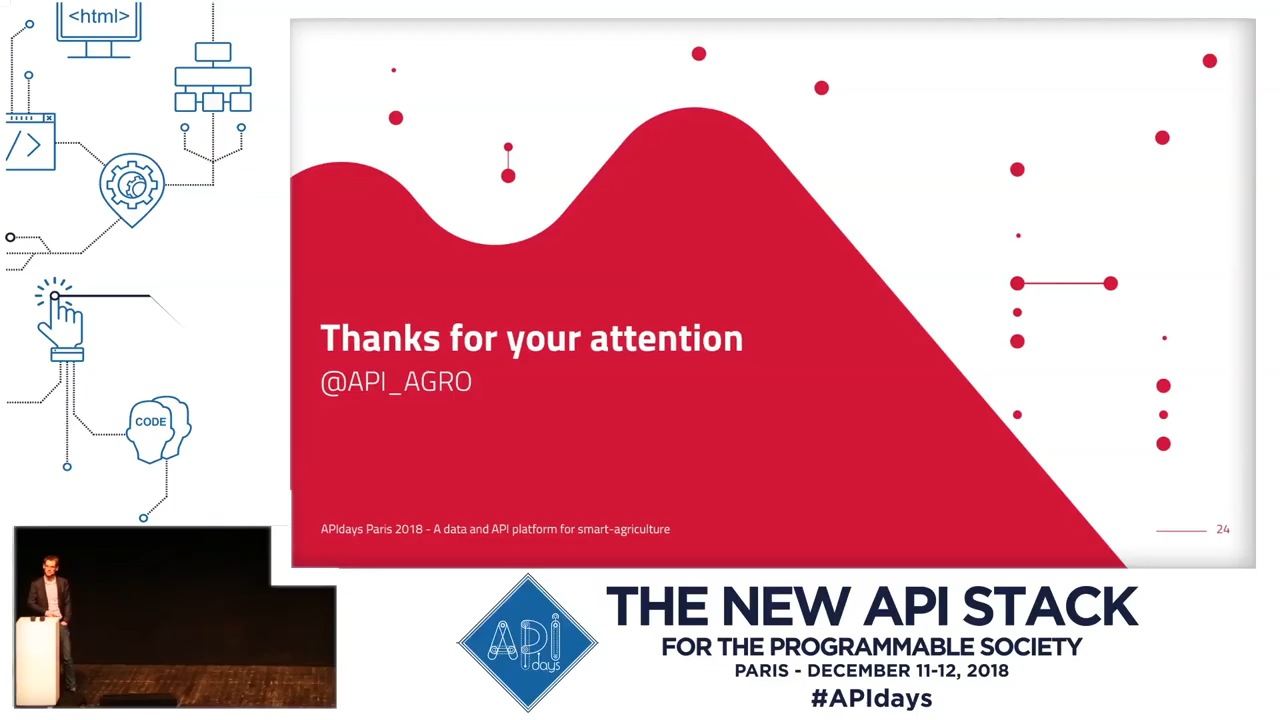 <html>
</>
CODE
Thanks for your attention
@API_AGRO
APIdays Paris 2018 - A data and API platform for smart-agriculture
24
API
days
THE NEW API STACK
FOR THE PROGRAMMABLE SOCIETY
PARIS - DECEMBER 11-12, 2018
#APIdays